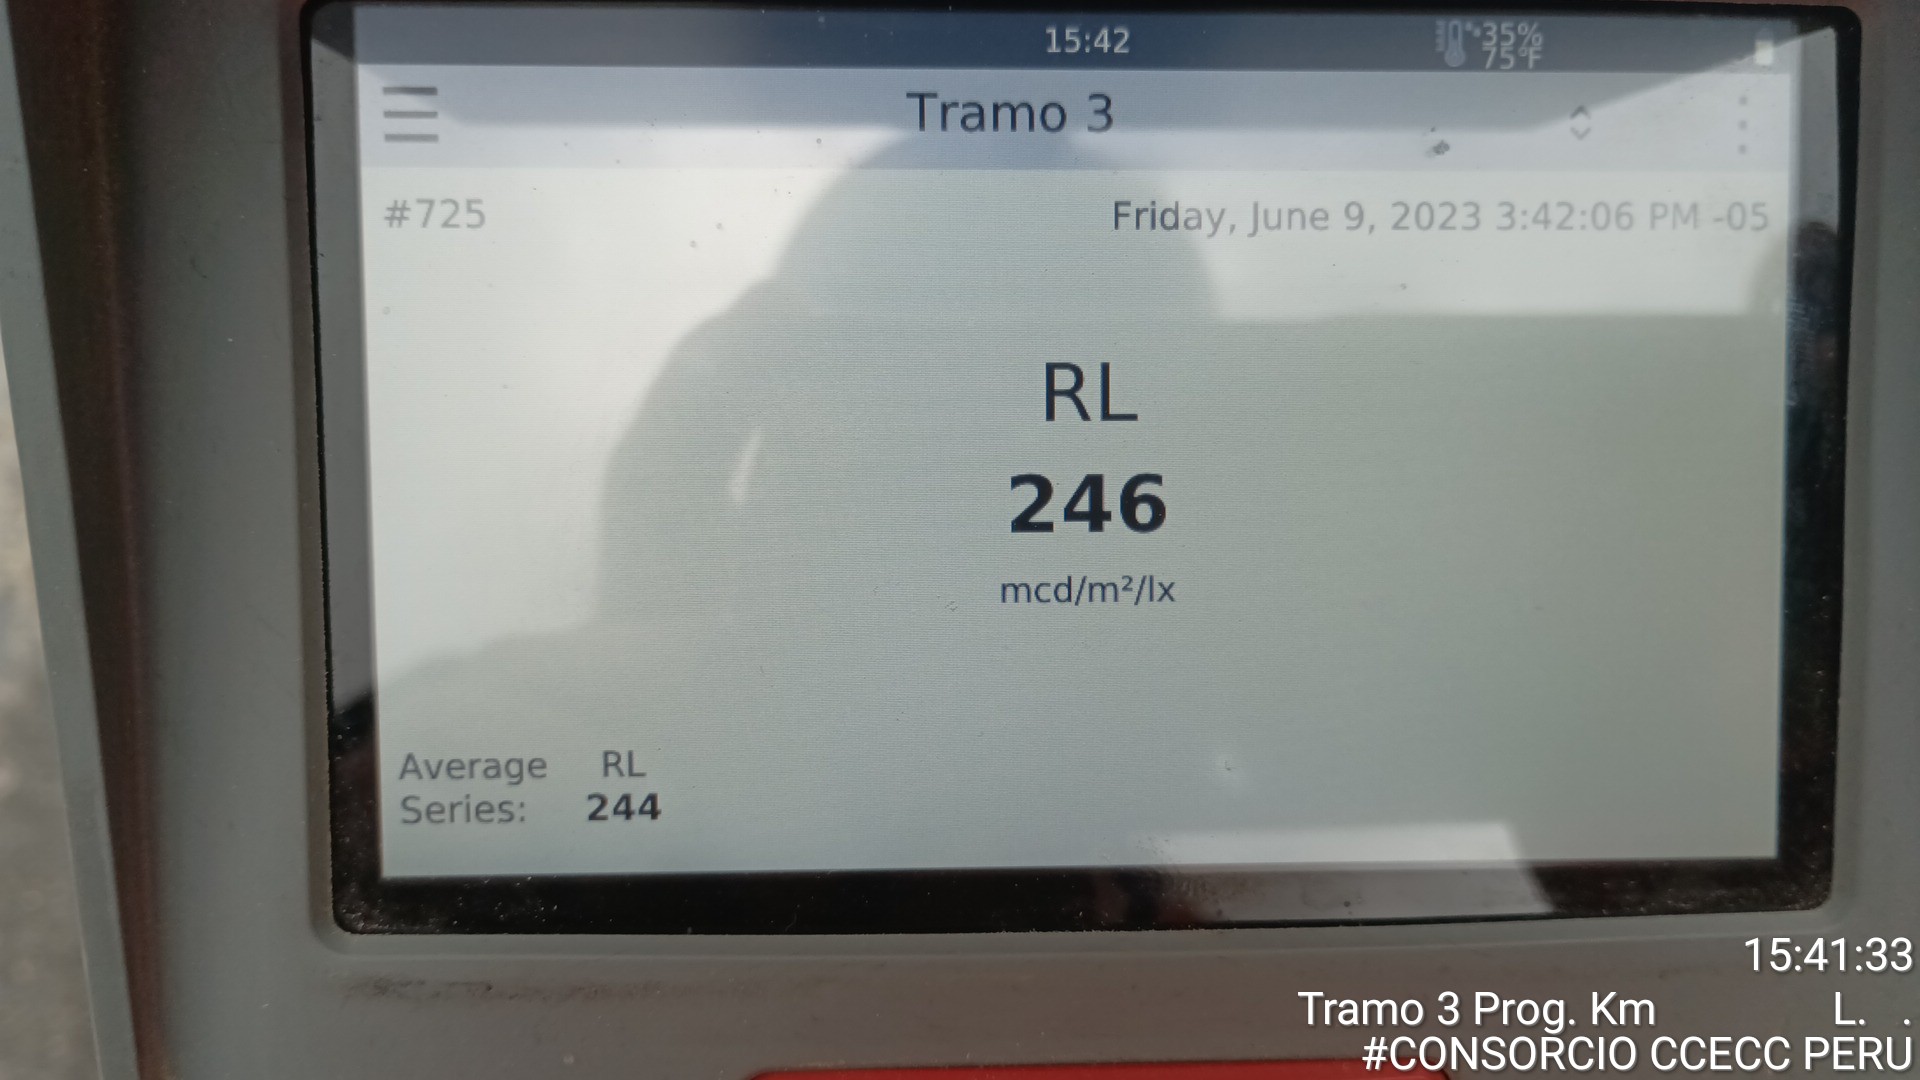 15:42
35%
75°F
Tramo 3
#725
Friday, June 9, 2023 3:42:06 PM -05
RL
246
mcd/m²/lx
Average RL
Series: 244
15:41:33
Tramo 3 Prog. Km L. .
#CONSORCIO CCECC PERU